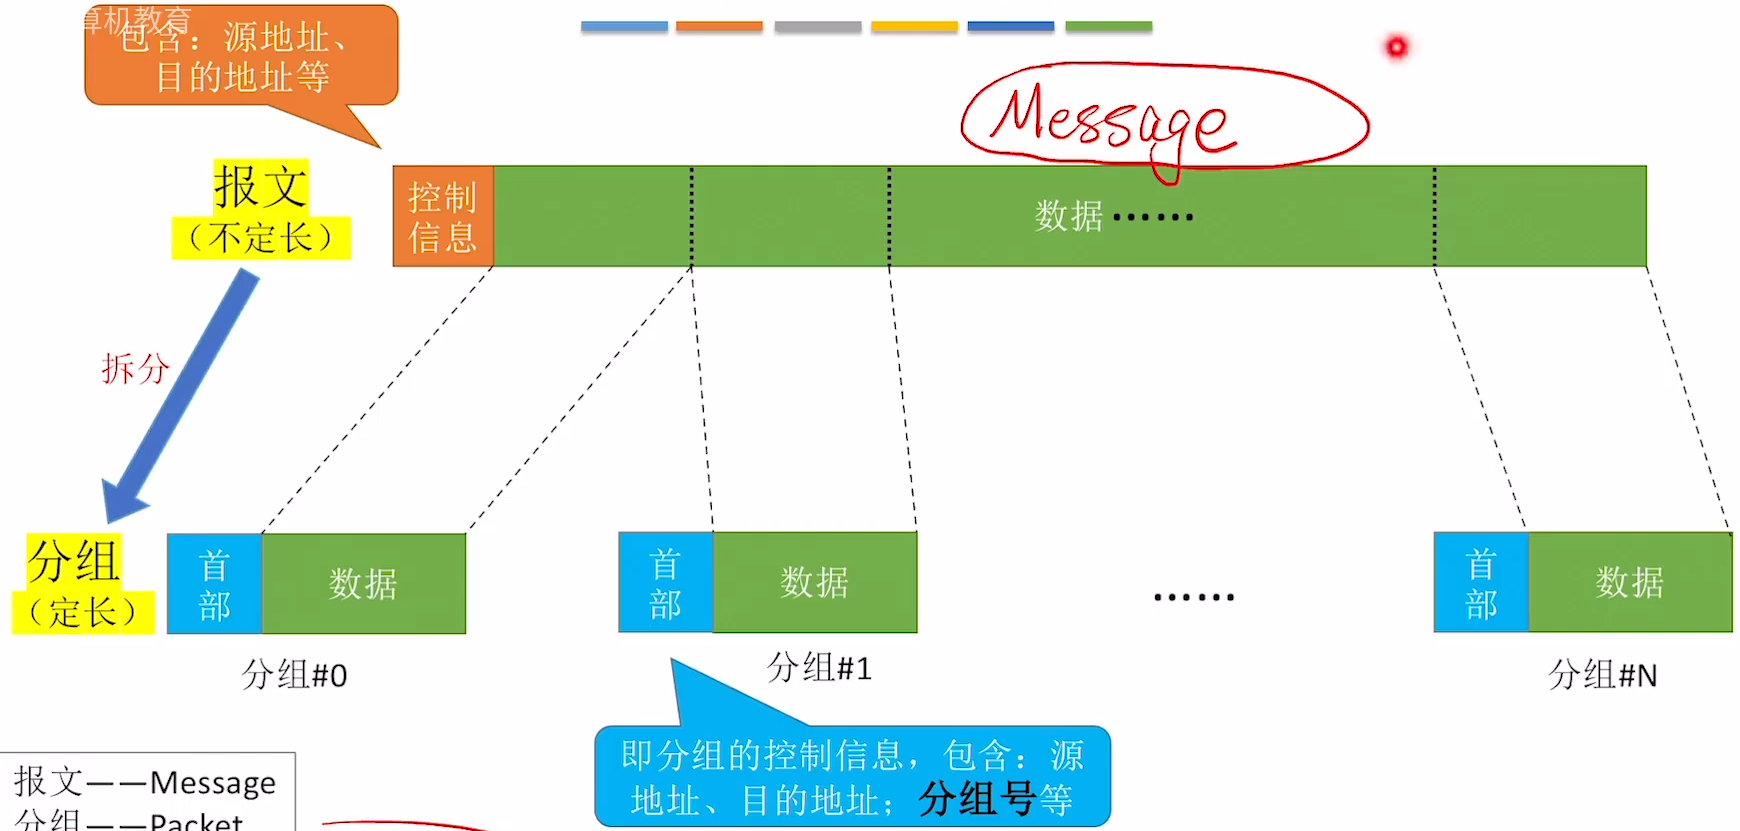 算机教育
包含：源地址、
目的地址等
Message
报文
（不定长）
控制
信息
数据……
拆分
分组
（定长）
首
部
数据
首
部
数据
……
首
部
数据
分组#0
分组#1
分组#N
即分组的控制信息，包含：源
地址、目的地址；分组号等
报文——Message
分组——Packet